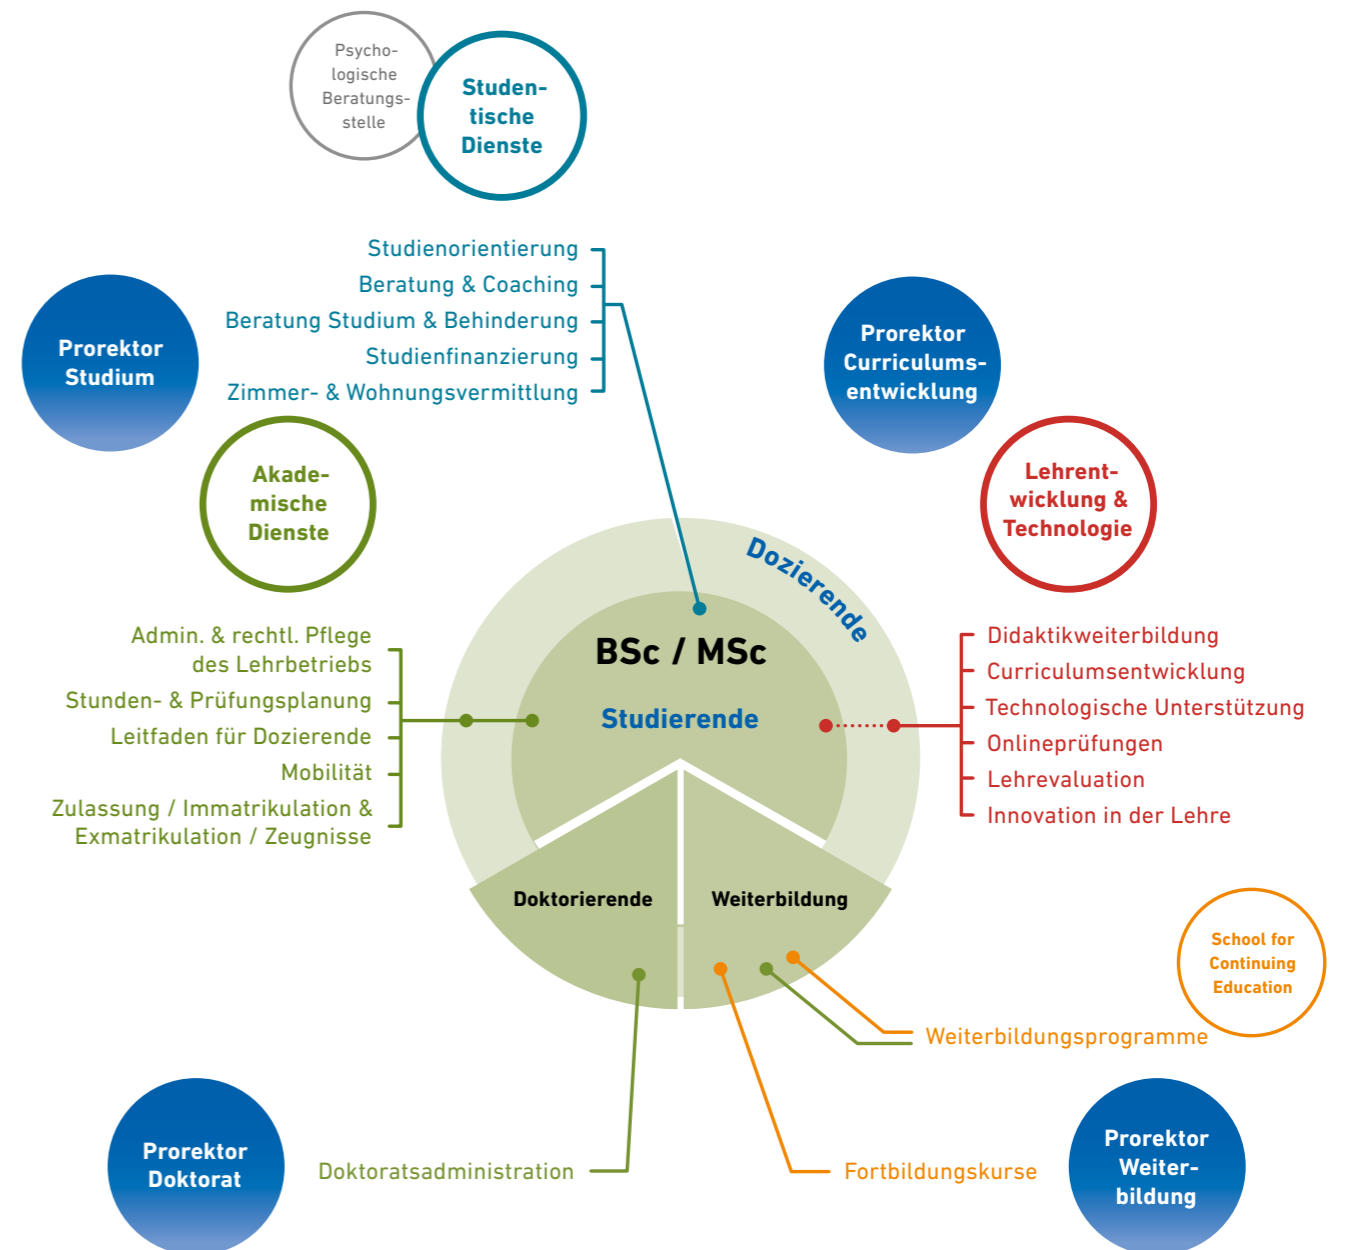 Psycho-
logische
Beratungs-
stelle
Studen-
tische
Dienste
Studienorientierung
Beratung & Coaching
Beratung Studium & Behinderung
Studienfinanzierung
Zimmer- & Wohnungsvermittlung
Prorektor
Studium
Prorektor
Curriculums-
entwicklung
Akade-
mische
Dienste
Lehrent-
wicklung &
Technologie
Admin. & rechtl. Pflege
des Lehrbetriebs
Stunden- & Prüfungsplanung
Leitfaden für Dozierende
Mobilität
Zulassung / Immatrikulation &
Exmatrikulation / Zeugnisse
Dozierende
BSc / MSc
Studierende
Didaktikweiterbildung
Curriculumsentwicklung
Technologische Unterstützung
Onlineprüfungen
Lehrevaluation
Innovation in der Lehre
Doktorierende
Weiterbildung
School for
Continuing
Education
Weiterbildungsprogramme
Prorektor
Doktorat
Doktoratsadministration
Fortbildungskurse
Prorektor
Weiter-
bildung